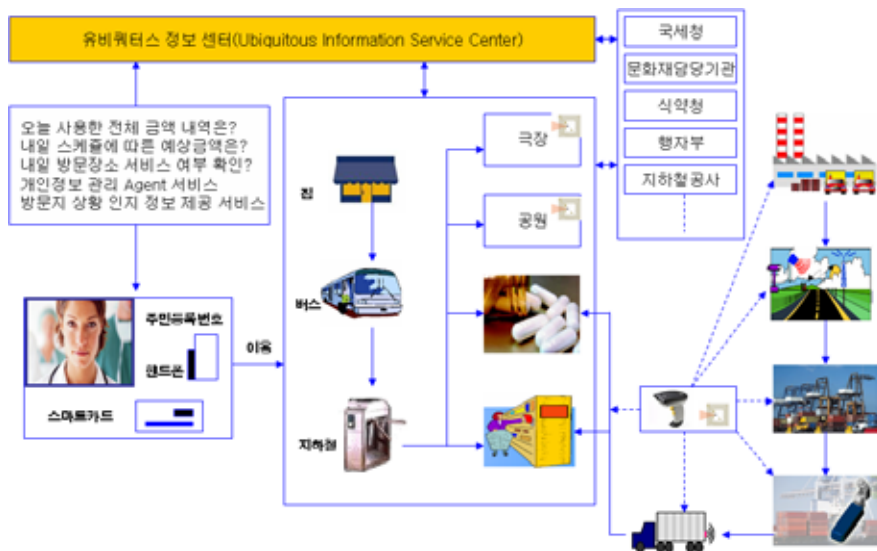 유비쿼터스 정보 센터(Ubiquitous Information Service Center)
오늘 사용한 전체 금액 내역은?
내일 스케쥴에 따른 예상금액은?
내일 방문장소 서비스 여부 확인?
개인정보 관리 Agent 서비스
방문지 상황 인지 정보 제공 서비스
주민등록번호
핸드폰
스마트카드
이용
집
버스
지하철
극장
공원
국세청
문화재담당기관
식약청
행자부
지하철공사